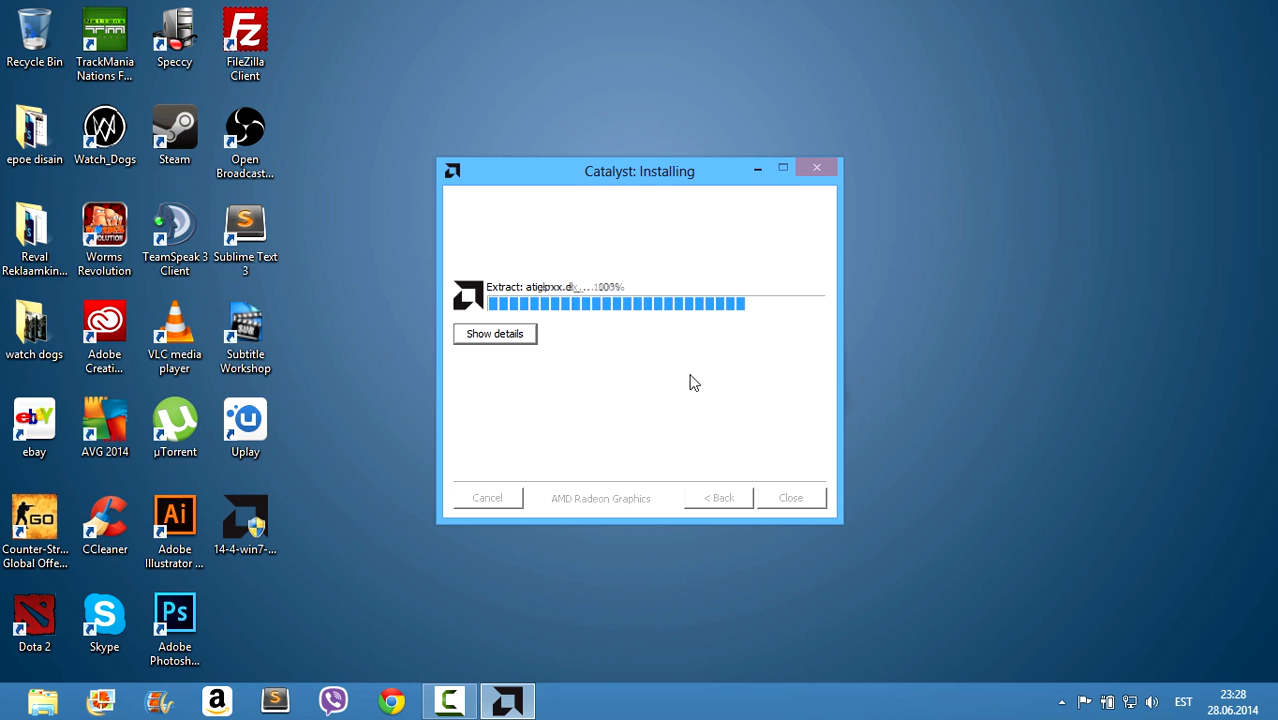 Recycle Bin
TrackMania
Nations F...
Speccy
FileZilla
Client
epoe disain
Watch_Dogs
Steam
Open
Broadcast...
Reval
Reklaamkin...
Worms
Revolution
TeamSpeak 3
Client
Sublime Text
3
watch dogs
Adobe
Creati...
VLC media
player
Subtitle
Workshop
ebay
AVG 2014
µTorrent
Uplay
Counter-Str...
Global Offe...
CCleaner
Adobe
Illustrator ...
14-4-win7-...
Dota 2
Skype
Adobe
Photosh...
Catalyst: Installing
Extract: 100%
Show details
Cancel
AMD Radeon Graphics
< Back
Close
EST
23:28
28.06.2014